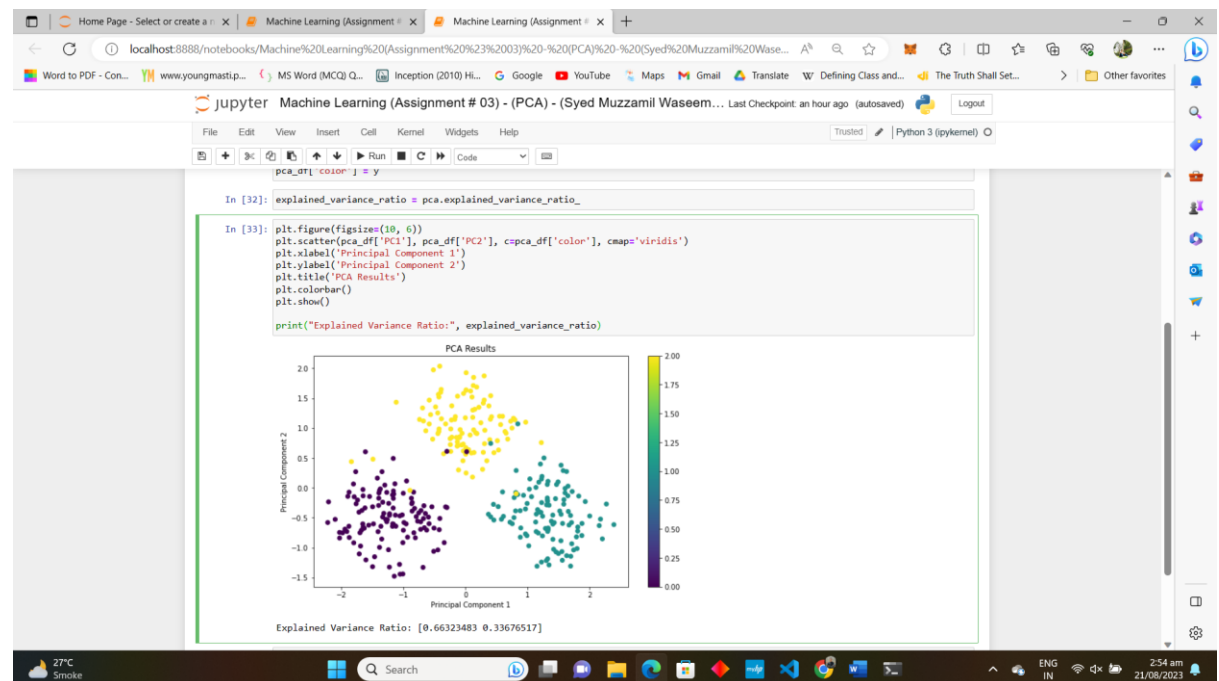 Home Page - Select or create a n
Machine Learning (Assignment #
Machine Learning (Assignment #
localhost:8888/notebooks/Machine%20Learning%20(Assignment%20%23%2003)%20-%20(PCA)%20-%20(Syed%20Muzzamil%20Wase...
Word to PDF - Con...
www.youngmasti.p...
MS Word (MCQ) Q...
Inception (2010) Hi...
Google
YouTube
Maps
Gmail
Translate
Defining Class and...
The Truth Shall Set...
Other favorites
jupyter Machine Learning (Assignment # 03) - (PCA) - (Syed Muzzamil Waseem... Last Checkpoint: an hour ago (autosaved)
Logout
File Edit View Insert Cell Kernel Widgets Help
Trusted
Python 3 (ipykernel)
Run
Code
pca_df['color'] = y
In [32]: explained_variance_ratio = pca.explained_variance_ratio_
In [33]: plt.figure(figsize=(10, 6))
plt.scatter(pca_df['PC1'], pca_df['PC2'], c=pca_df['color'], cmap='viridis')
plt.xlabel('Principal Component 1')
plt.ylabel('Principal Component 2')
plt.title('PCA Results')
plt.colorbar()
plt.show()
print("Explained Variance Ratio:", explained_variance_ratio)
PCA Results
2.0
1.5
1.0
0.5
0.0
−0.5
−1.0
−1.5
Principal Component 2
−2 −1 0 1 2
Principal Component 1
2.00
1.75
1.50
1.25
1.00
0.75
0.50
0.25
0.00
Explained Variance Ratio: [0.66323483 0.33676517]
27°C
Smoke
Search
ENG
IN
2:54 am
21/08/2023